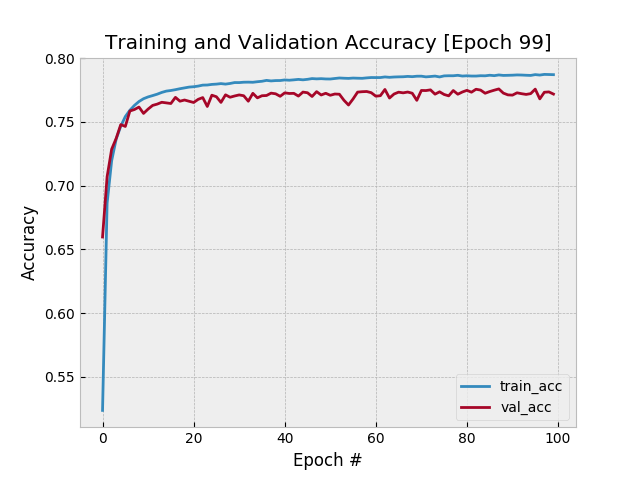 Training and Validation Accuracy [Epoch 99]
0.80
0.75
0.70
0.65
0.60
0.55
Accuracy
train_acc
val_acc
0 20 40 60 80 100
Epoch #